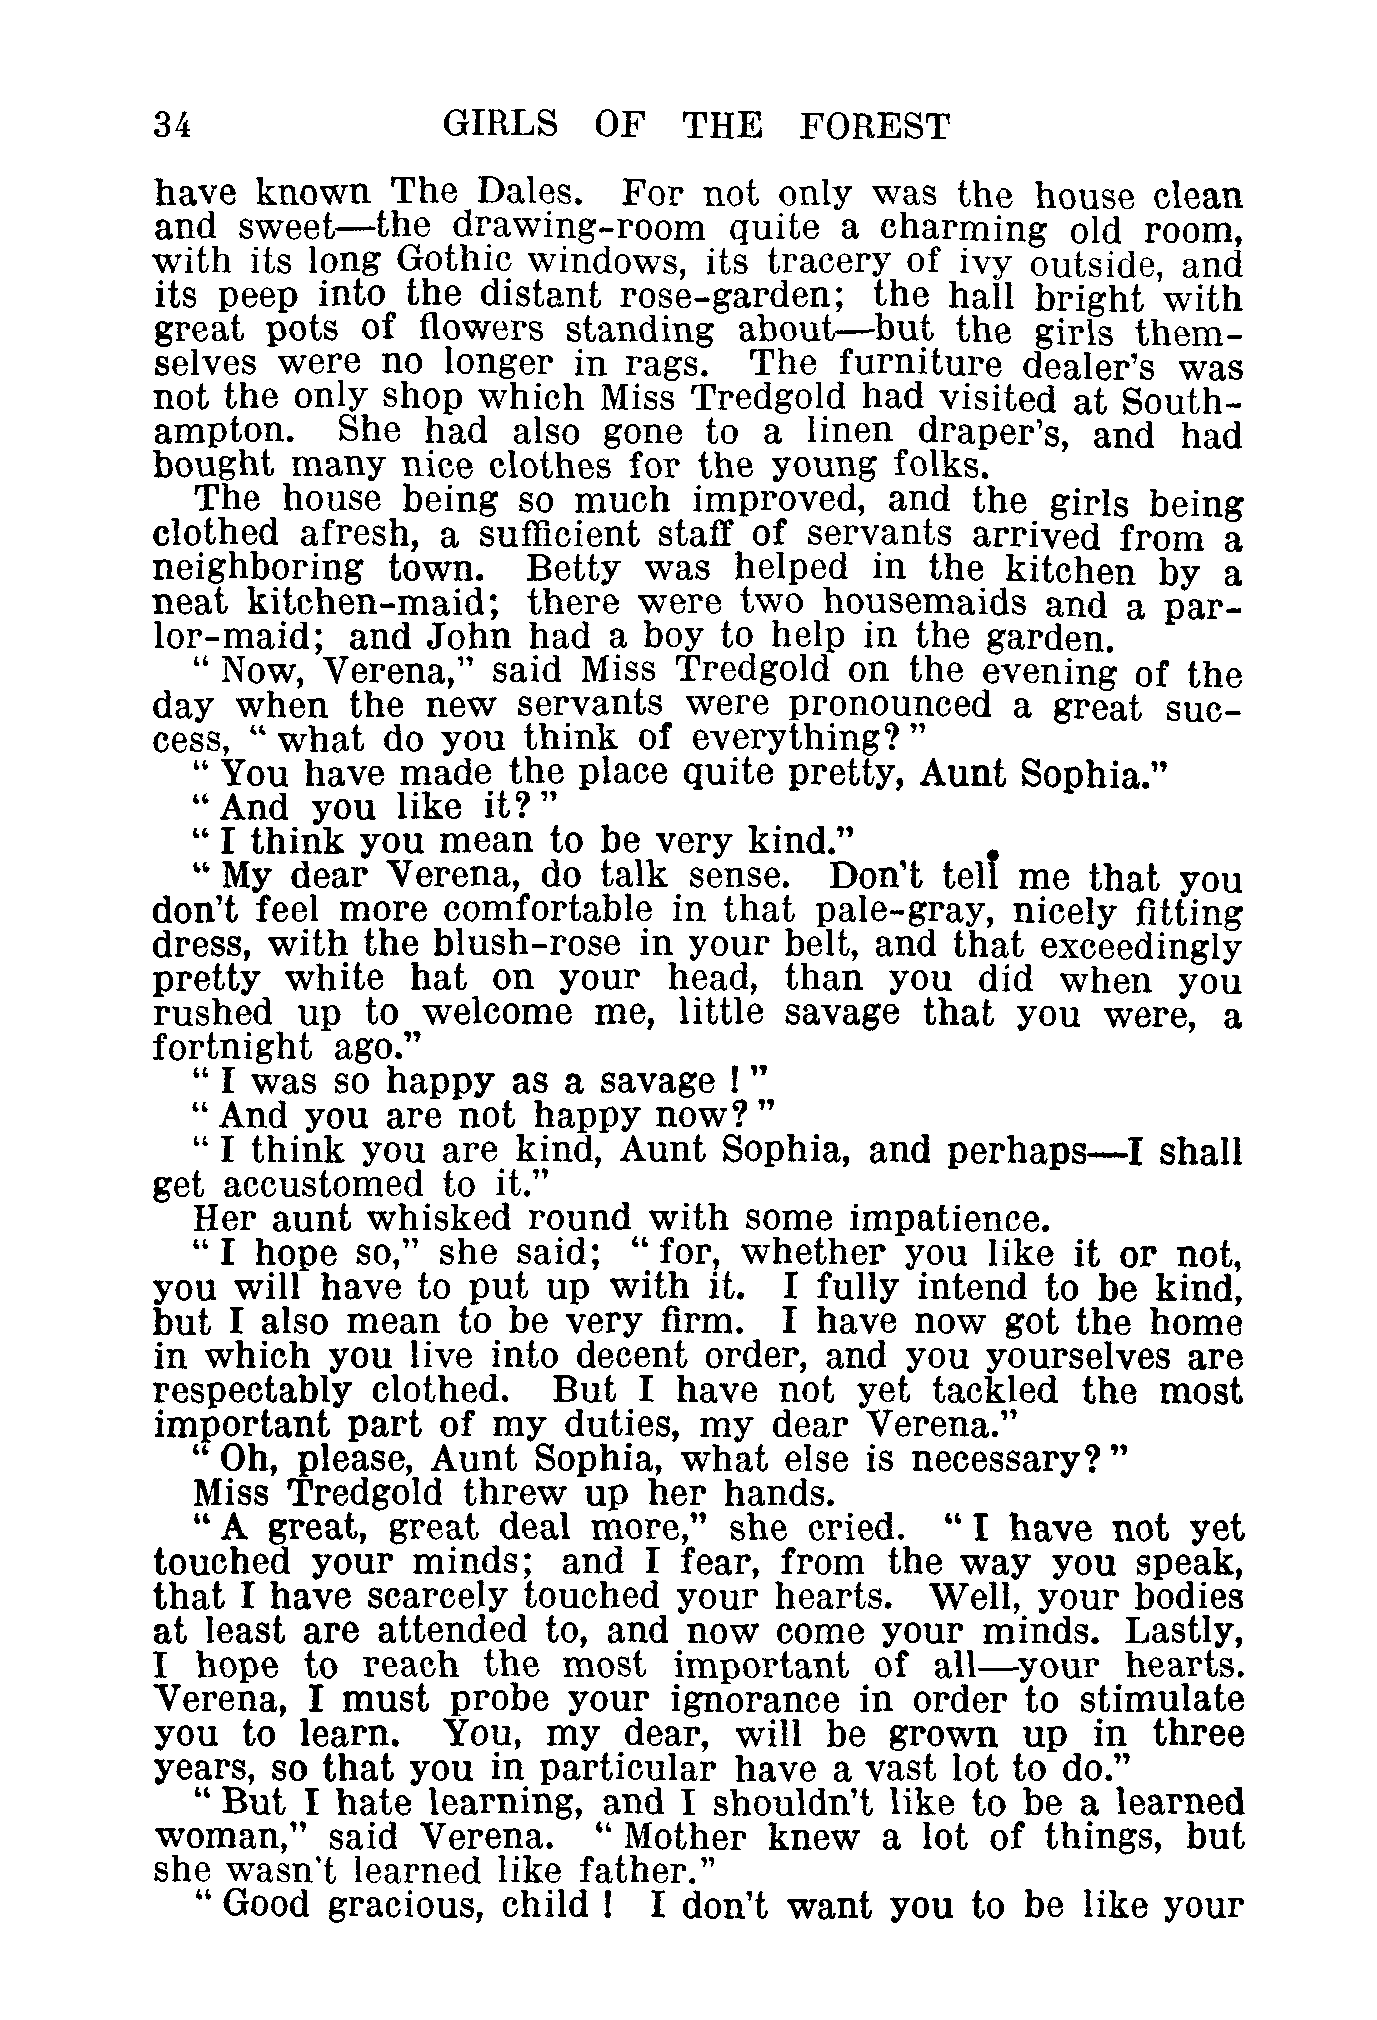 34 GIRLS OF THE FOREST
have known The Dales. For not only was the house clean
and sweet—the drawing-room quite a charming old room,
with its long Gothic windows, its tracery of ivy outside, and
its peep into the distant rose-garden; the hall bright with
great pots of flowers standing about—but the girls them-
selves were no longer in rags. The furniture dealer's was
not the only shop which Miss Tredgold had visited at South-
ampton. She had also gone to a linen draper's, and had
bought many nice clothes for the young folks.
The house being so much improved, and the girls being
clothed afresh, a sufficient staff of servants arrived from a
neighboring town. Betty was helped in the kitchen by a
neat kitchen-maid; there were two housemaids and a par-
lor-maid; and John had a boy to help in the garden.
“ Now, Verena,” said Miss Tredgold on the evening of the
day when the new servants were pronounced a great suc-
cess, “ what do you think of everything? ”
“ You have made the place quite pretty, Aunt Sophia.”
“ And you like it? ”
“ I think you mean to be very kind.”
“ My dear Verena, do talk sense. Don't tell me that you
don't feel more comfortable in that pale-gray, nicely fitting
dress, with the blush-rose in your belt, and that exceedingly
pretty white hat on your head, than you did when you
rushed up to welcome me, little savage that you were, a
fortnight ago.”
“ I was so happy as a savage ! ”
“ And you are not happy now? ”
“ I think you are kind, Aunt Sophia, and perhaps—I shall
get accustomed to it.”
Her aunt whisked round with some impatience.
“ I hope so,” she said; “ for, whether you like it or not,
you will have to put up with it. I fully intend to be kind,
but I also mean to be very firm. I have now got the home
in which you live into decent order, and you yourselves are
respectably clothed. But I have not yet tackled the most
important part of my duties, my dear Verena.”
“ Oh, please, Aunt Sophia, what else is necessary? ”
Miss Tredgold threw up her hands.
“ A great, great deal more,” she cried. “ I have not yet
touched your minds; and I fear, from the way you speak,
that I have scarcely touched your hearts. Well, your bodies
at least are attended to, and now come your minds. Lastly,
I hope to reach the most important of all—your hearts.
Verena, I must probe your ignorance in order to stimulate
you to learn. You, my dear, will be grown up in three
years, so that you in particular have a vast lot to do.”
“ But I hate learning, and I shouldn't like to be a learned
woman,” said Verena. “ Mother knew a lot of things, but
she wasn't learned like father.”
“ Good gracious, child ! I don't want you to be like your